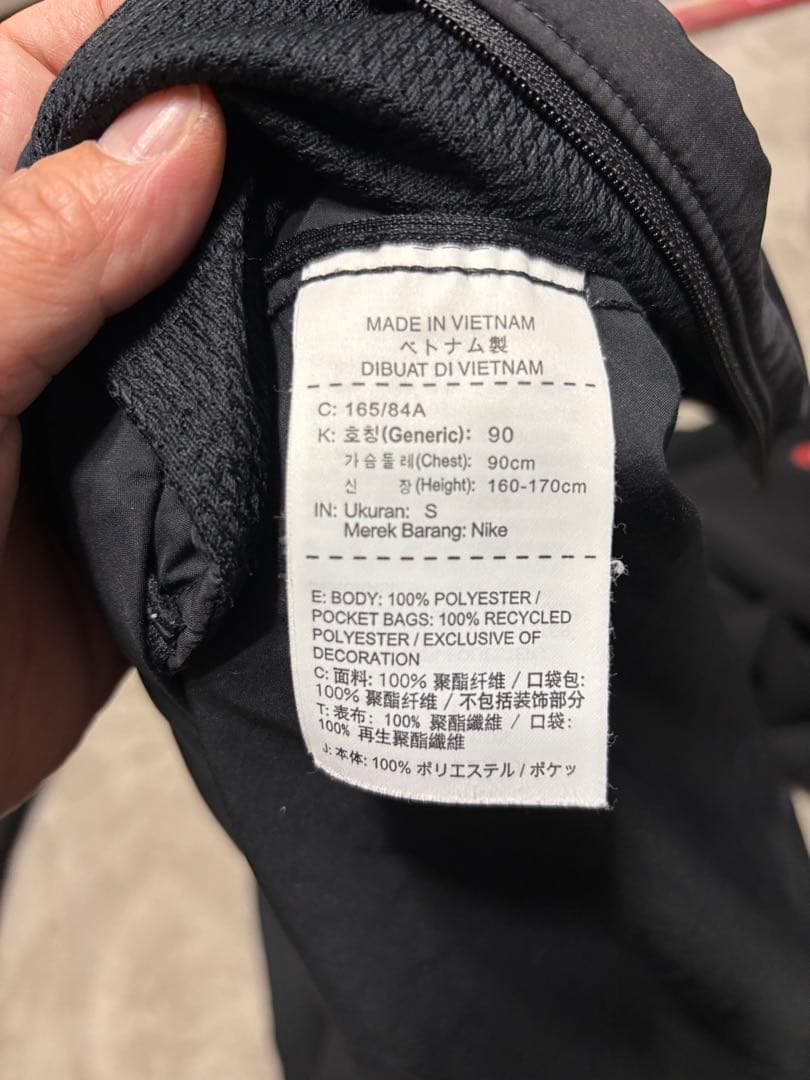 MADE IN VIETNAM
ベトナム製
DIBUAT DI VIETNAM
C: 165/84A
K: 호칭(Generic): 90
가슴둘레(Chest): 90cm
신 장(Height): 160-170cm
IN: Ukuran: S
Merek Barang: Nike
E: BODY: 100% POLYESTER /
POCKET BAGS: 100% RECYCLED
POLYESTER / EXCLUSIVE OF
DECORATION
C: 面料: 100% 聚酯纤维 / 口袋包:
100% 聚酯纤维 / 不包括装饰部分
T: 表布: 100% 聚酯纖維 / 口袋:
100% 再生聚酯纖維
J: 本体: 100% ポリエステル / ポケッ